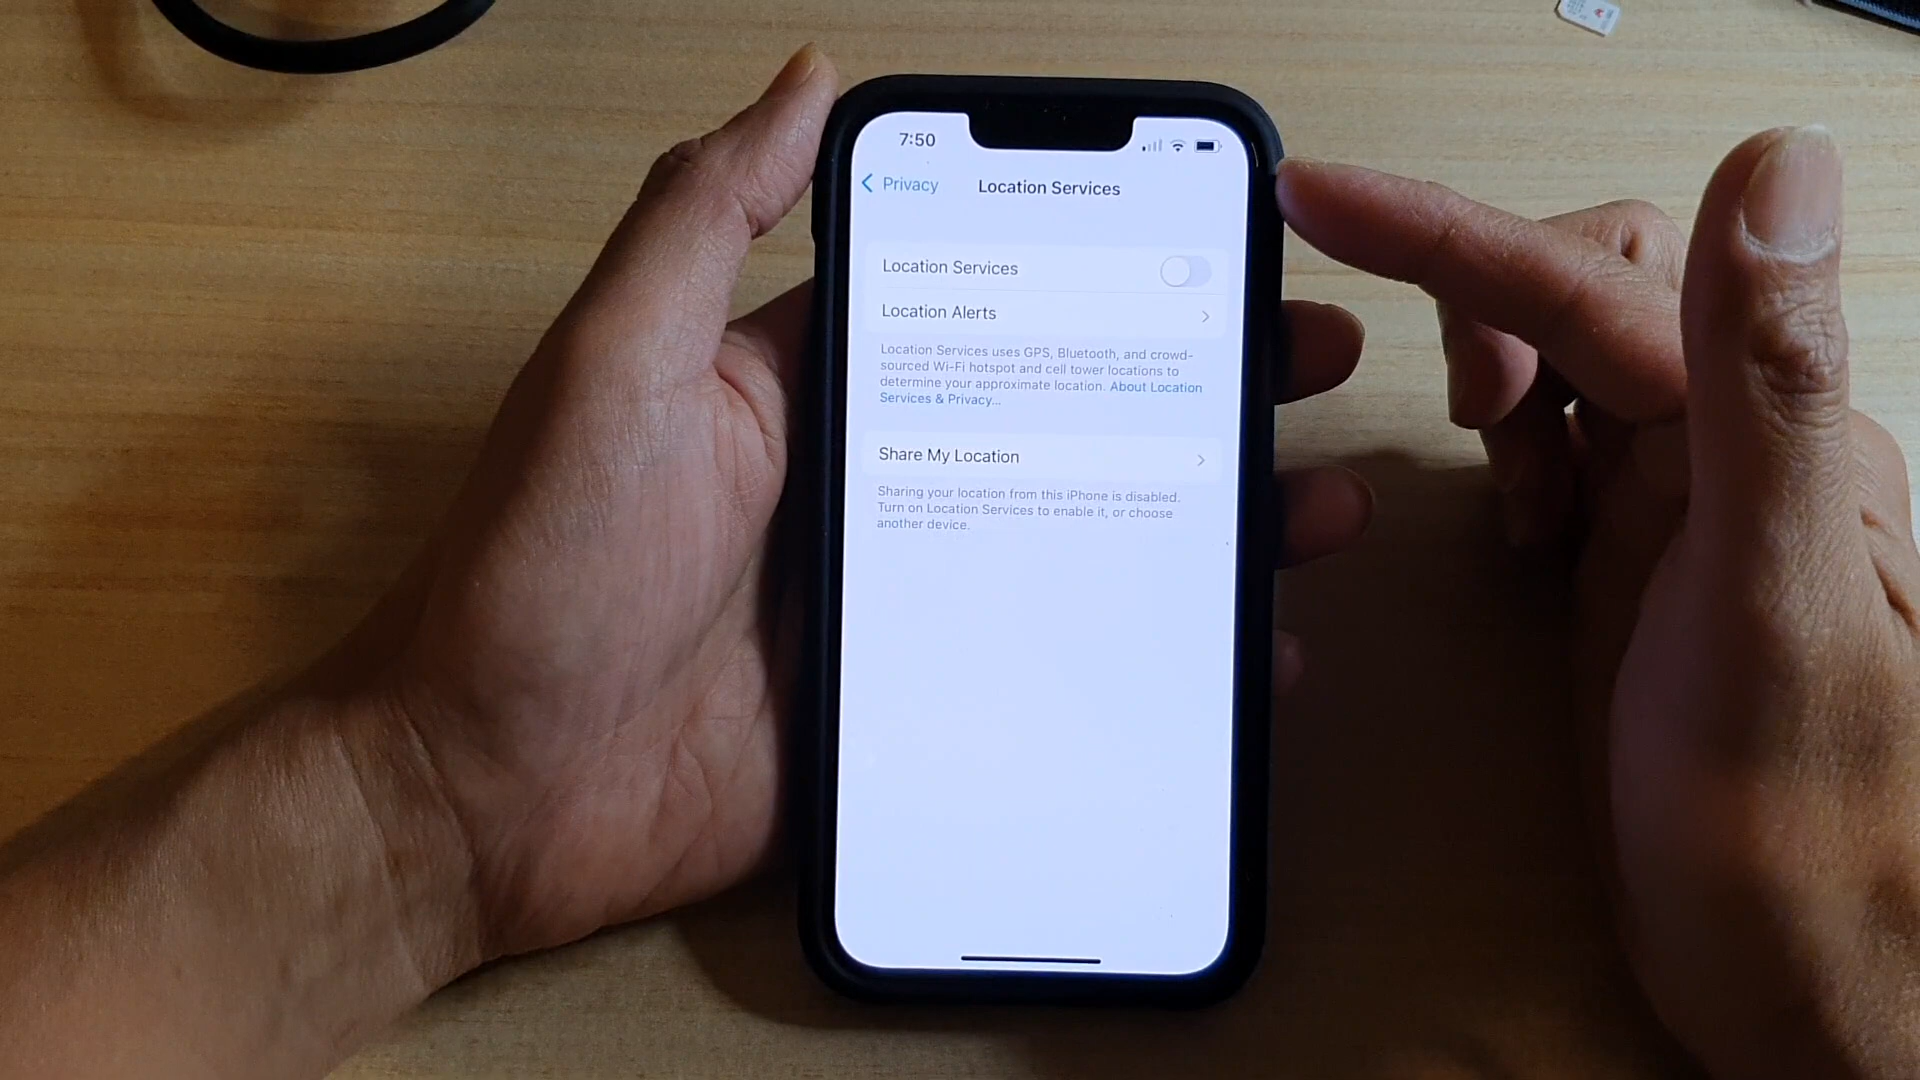 7:50
Privacy
Location Services
Location Services
Location Alerts
Location Services uses GPS, Bluetooth, and crowd-
sourced Wi-Fi hotspot and cell tower locations to
determine your approximate location. About Location
Services & Privacy...
Share My Location
Sharing your location from this iPhone is disabled.
Turn on Location Services to enable it, or choose
another device.